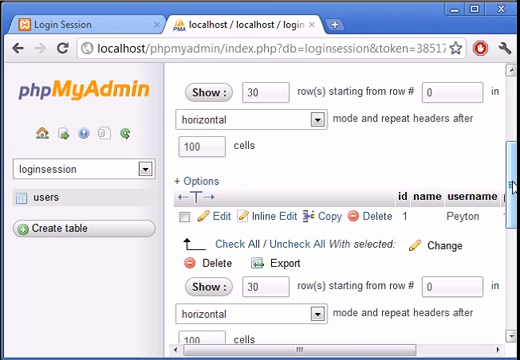 Login Session
localhost / localhost / login
PMA
localhost/phpmyadmin/index.php?db=loginsession&token=38517
phpMyAdmin
loginsession
users
Create table
Show : 30 row(s) starting from row # 0 in
horizontal mode and repeat headers after
100 cells
+ Options
←T→ id name username
Edit Inline Edit Copy Delete 1 Peyton
Check All / Uncheck All With selected: Change
Delete Export
Show : 30 row(s) starting from row # 0 in
horizontal mode and repeat headers after
100 cells